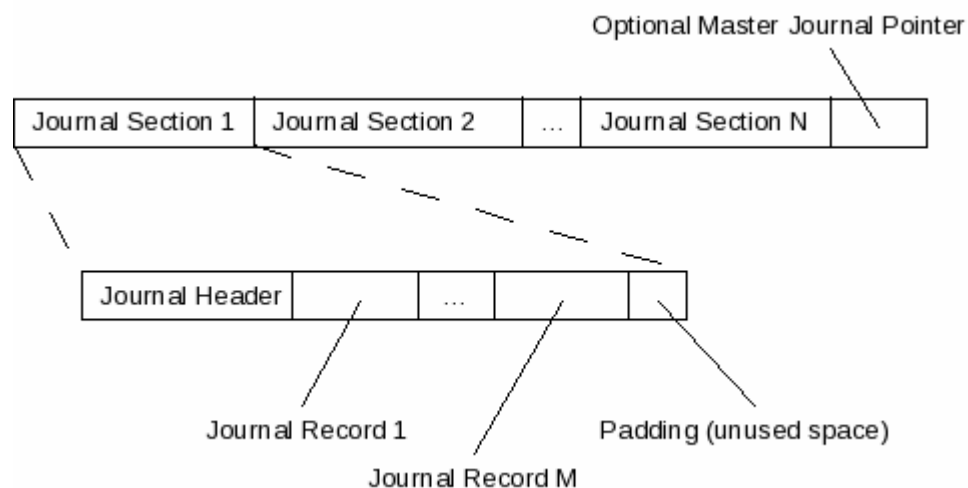 Optional Master Journal Pointer
Journal Section 1 Journal Section 2 ... Journal Section N
Journal Header ...
Journal Record 1 Padding (unused space)
Journal Record M